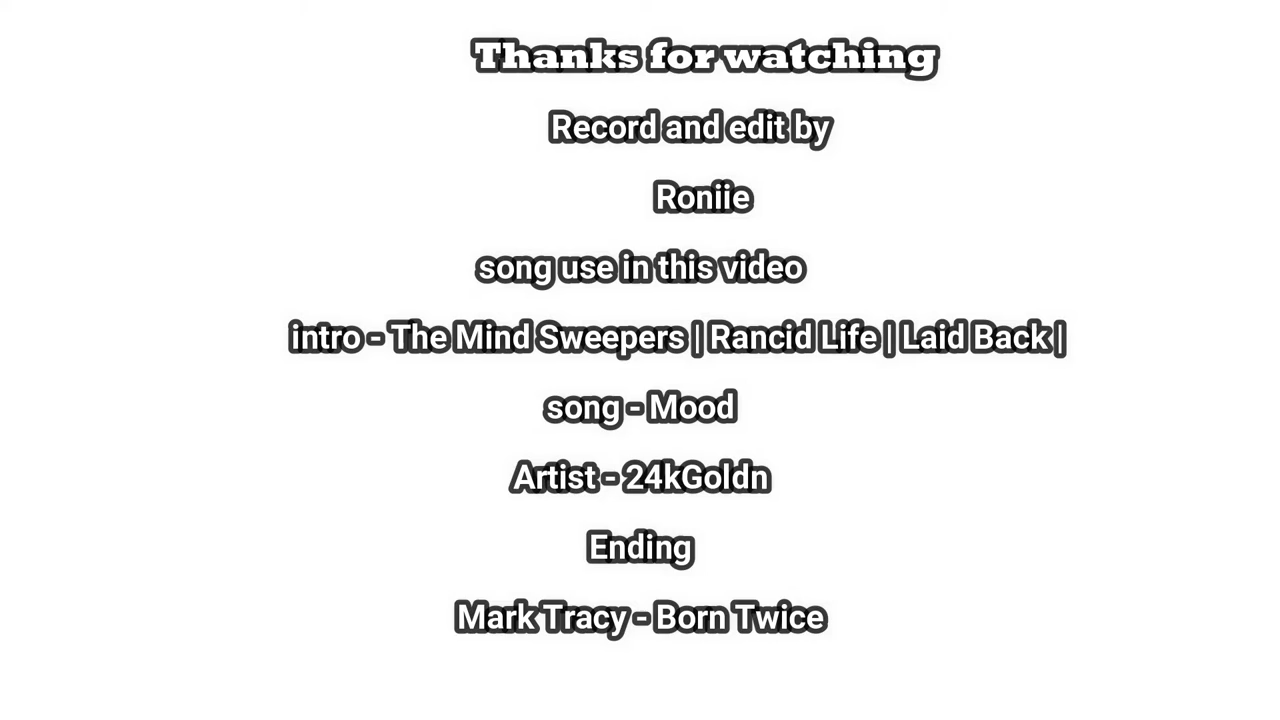 Thanks for watching
Record and edit by
Roniie
song use in this video
intro - The Mind Sweepers | Rancid Life | Laid Back |
song - Mood
Artist - 24kGoldn
Ending
Mark Tracy - Born Twice